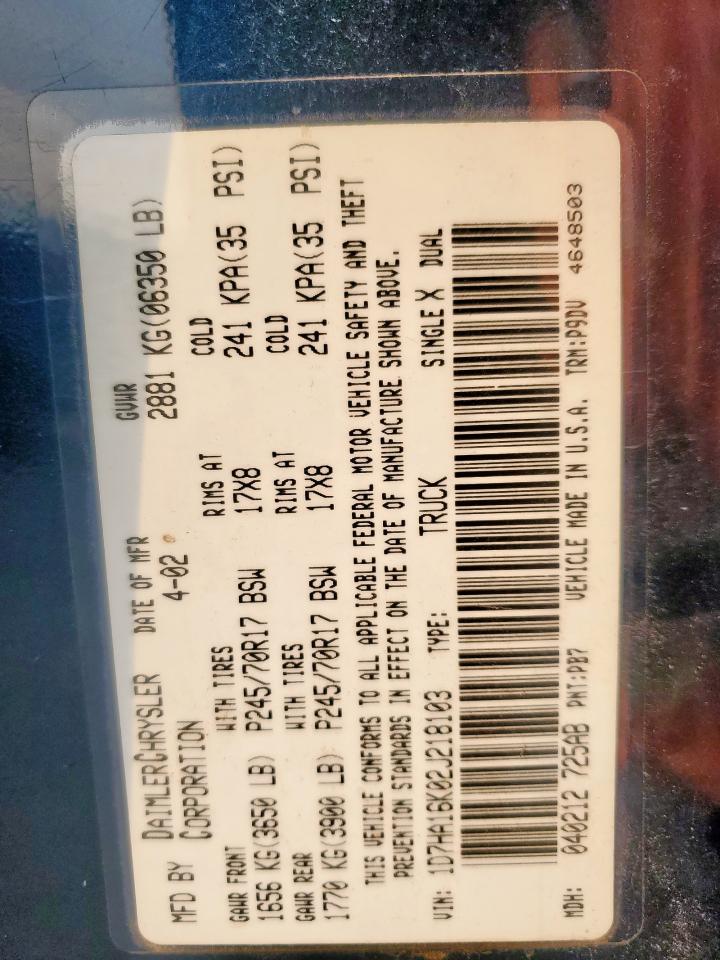 MFD BY DAIMLERCHRYSLER CORPORATION DATE OF MFR 4-02 GVWR 2881 KG(06350 LB)
GAWR FRONT WITH TIRES RIMS AT COLD
1656 KG(3650 LB) P245/70R17 BSW 17X8 241 KPA(35 PSI)
GAWR REAR WITH TIRES RIMS AT COLD
1770 KG(3900 LB) P245/70R17 BSW 17X8 241 KPA(35 PSI)
THIS VEHICLE CONFORMS TO ALL APPLICABLE FEDERAL MOTOR VEHICLE SAFETY AND THEFT
PREVENTION STANDARDS IN EFFECT ON THE DATE OF MANUFACTURE SHOWN ABOVE.
VIN: 1D7HA16K02J218103 TYPE: TRUCK SINGLE X DUAL
MDH: 040212 725AB PNT:PB7 VEHICLE MADE IN U.S.A. TRM:P9DV 4648503